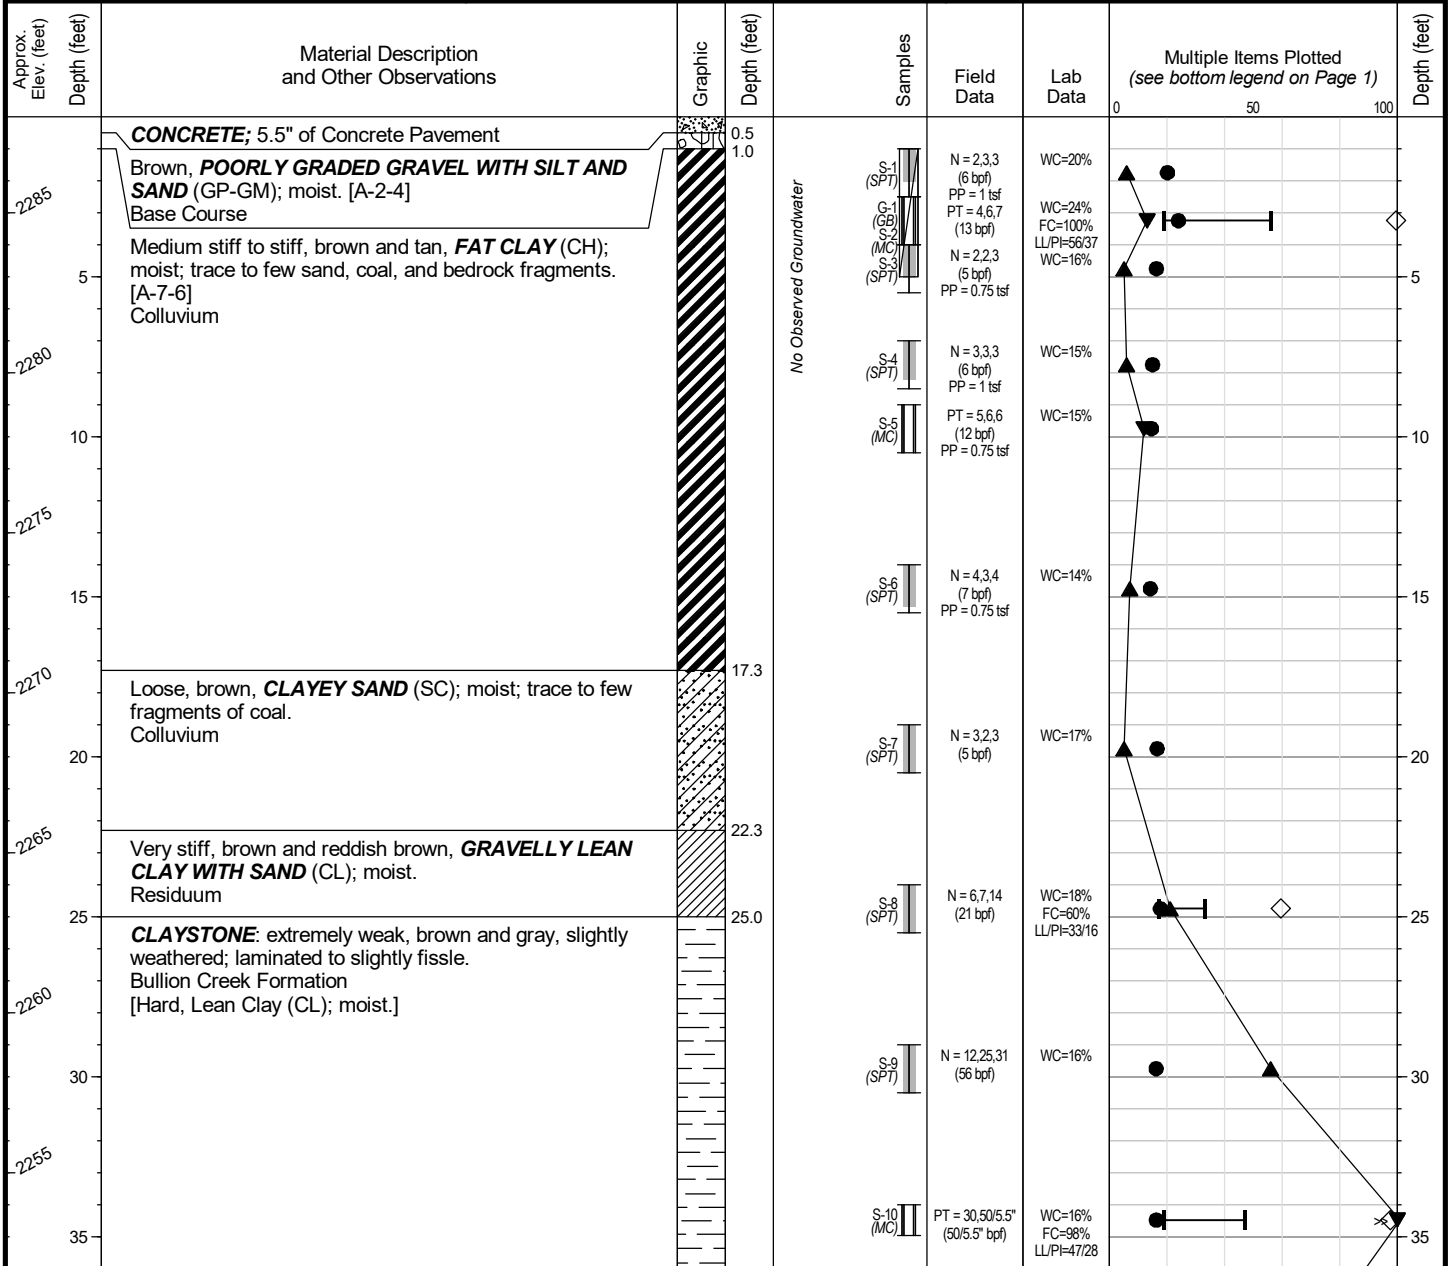 Approx.
Elev. (feet)
Depth (feet)
Material Description
and Other Observations
Graphic
Depth (feet)
Samples
Field
Data
Lab
Data
Multiple Items Plotted
(see bottom legend on Page 1)
0 50 100
Depth (feet)
CONCRETE; 5.5" of Concrete Pavement
0.5
1.0
Brown, POORLY GRADED GRAVEL WITH SILT AND
SAND (GP-GM); moist. [A-2-4]
Base Course
Medium stiff to stiff, brown and tan, FAT CLAY (CH);
moist; trace to few sand, coal, and bedrock fragments.
[A-7-6]
Colluvium
17.3
Loose, brown, CLAYEY SAND (SC); moist; trace to few
fragments of coal.
Colluvium
22.3
Very stiff, brown and reddish brown, GRAVELLY LEAN
CLAY WITH SAND (CL); moist.
Residuum
25.0
CLAYSTONE: extremely weak, brown and gray, slightly
weathered; laminated to slightly fissle.
Bullion Creek Formation
[Hard, Lean Clay (CL); moist.]
2285
2280
2275
2270
2265
2260
2255
5
10
15
20
25
30
35
No Observed Groundwater
S-1
(SPT)
N = 2,3,3
(6 bpf)
PP = 1 tsf
WC=20%
G-1
(GB)
S-2
(MC)
PT = 4,6,7
(13 bpf)
WC=24%
FC=100%
LL/PI=56/37
S-3
(SPT)
N = 2,2,3
(5 bpf)
PP = 0.75 tsf
WC=16%
S-4
(SPT)
N = 3,3,3
(6 bpf)
PP = 1 tsf
WC=15%
S-5
(MC)
PT = 5,6,6
(12 bpf)
PP = 0.75 tsf
WC=15%
S-6
(SPT)
N = 4,3,4
(7 bpf)
PP = 0.75 tsf
WC=14%
S-7
(SPT)
N = 3,2,3
(5 bpf)
WC=17%
S-8
(SPT)
N = 6,7,14
(21 bpf)
WC=18%
FC=60%
LL/PI=33/16
S-9
(SPT)
N = 12,25,31
(56 bpf)
WC=16%
S-10
(MC)
PT = 30,50/5.5"
(50/5.5" bpf)
WC=16%
FC=98%
LL/PI=47/28
>>
5
10
15
20
25
30
35